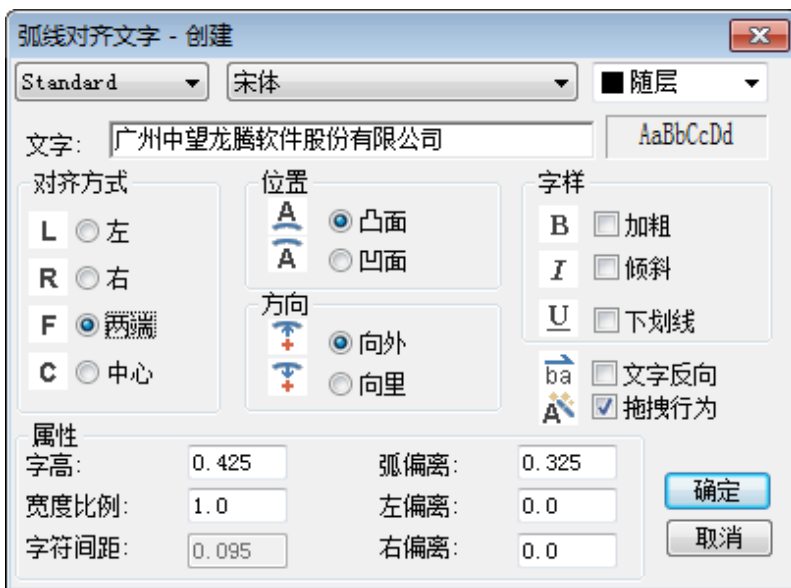 弧线对齐文字 - 创建
Standard 宋体 随层
文字: 广州中望龙腾软件股份有限公司 AaBbCcDd
对齐方式 位置 字样
L 左 A 凸面 B 加粗
R 右 A 凹面 I 倾斜
F 两端 方向 U 下划线
C 中心 向外 ba 文字反向
向里 A 拖拽行为
属性
字高: 0.425 弧偏离: 0.325
宽度比例: 1.0 左偏离: 0.0 确定
字符间距: 0.095 右偏离: 0.0 取消